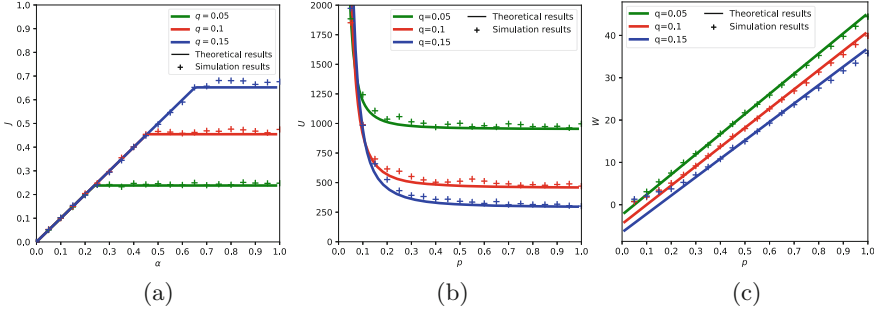 1.0
0.9
0.8
0.7
0.6
0.5
0.4
0.3
0.2
0.1
0,0
J
0.0 0.1 0.2 0.3 0.4 0.5 0.6 0.7 0.8 0.9 1.0
α
q = 0.05
q = 0.1
q = 0.15
Theoretical results
Simulation results
(a)
2000
1750
1500
1250
1000
750
500
250
0
U
0.0 0.1 0.2 0.3 0.4 0.5 0.6 0.7 0.8 0.9 1.0
p
q=0.05 Theoretical results
q=0.1 Simulation results
q=0,15
(b)
40
30
20
10
0
W
0.0 0.1 0.2 0.3 0.4 0.5 0.6 0.7 0.8 0.9 1.0
p
q=0.05 Theoretical results
q=0.1 Simulation results
q=0,15
(c)